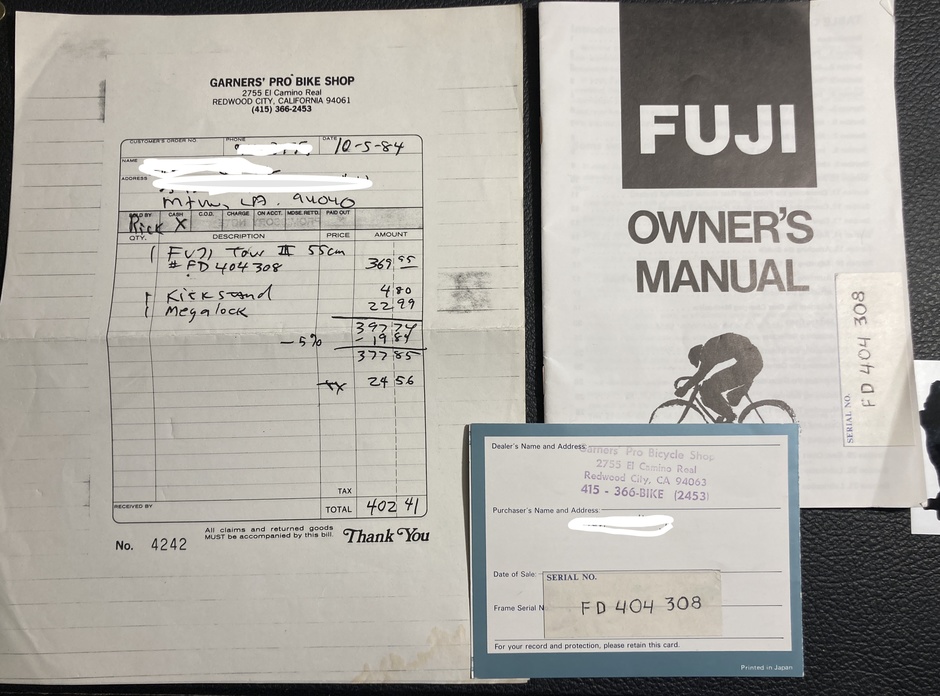 GARNERS' PRO BIKE SHOP
2755 El Camino Real
REDWOOD CITY, CALIFORNIA 94061
(415) 366-2453
CUSTOMER'S ORDER NO. PHONE DATE 10-5-84
NAME
ADDRESS
Mtn Vw, CA. 94040
SOLD BY CASH C.O.D. CHARGE ON ACCT. MDSE. RET'D. PAID OUT
Rick X
QTY. DESCRIPTION PRICE AMOUNT
1 FUJI Tour III 55cm
# FD 404308 369 95
1 Kickstand 4 80
1 Megalock 22 99
397 74
-5% -19 89
377 85
TX 24 56
TAX
RECEIVED BY TOTAL 402 41
No. 4242
All claims and returned goods
MUST be accompanied by this bill.
Thank You
FUJI
OWNER'S
MANUAL
SERIAL NO.
FD 404 308
Dealer's Name and Address:
Garners' Pro Bicycle Shop
2755 El Camino Real
Redwood City, CA 94063
415 - 366-BIKE (2453)
Purchaser's Name and Address:
Date of Sale:
SERIAL NO.
Frame Serial N
FD 404 308
For your record and protection, please retain this card.
Printed in Japan